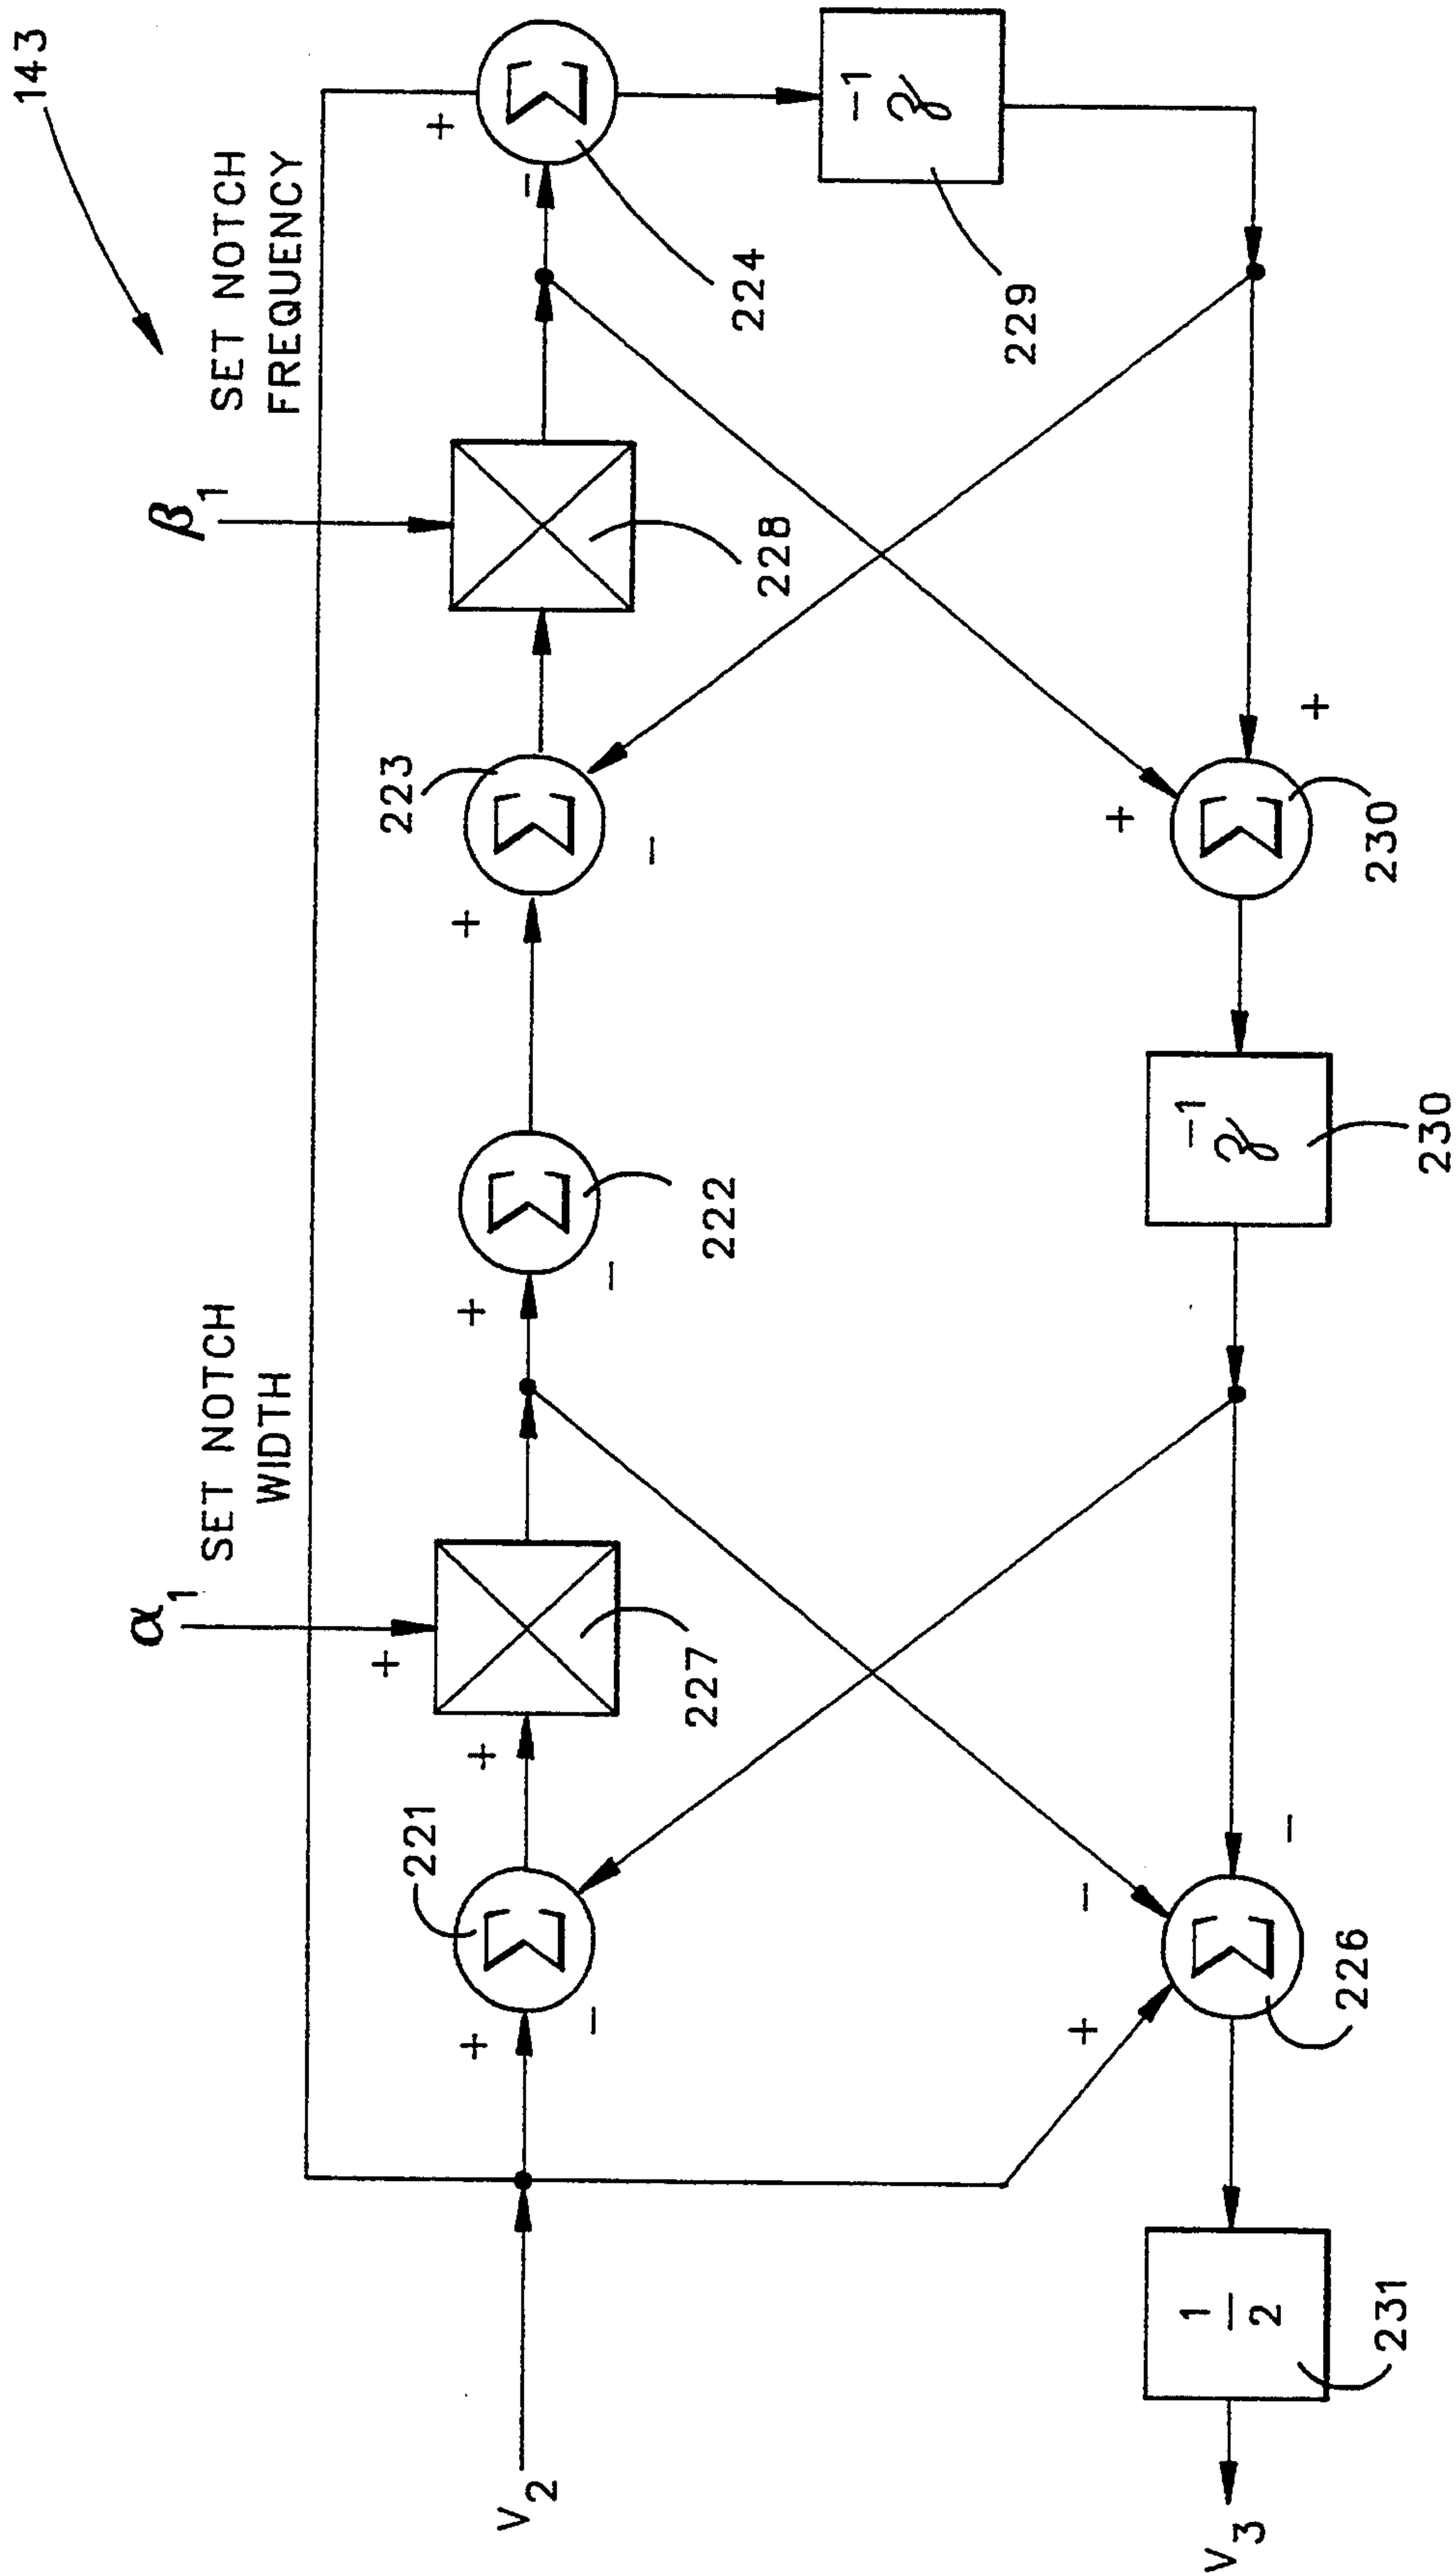 143
SET NOTCH
WIDTH
SET NOTCH
FREQUENCY
α1
β1
+
+
-
Σ
221
+
+
227
+
-
Σ
222
+
-
Σ
223
228
-
+
Σ
224
z-1
229
V2
+
-
-
Σ
226
z-1
230
+
+
Σ
230
1
2
231
V3